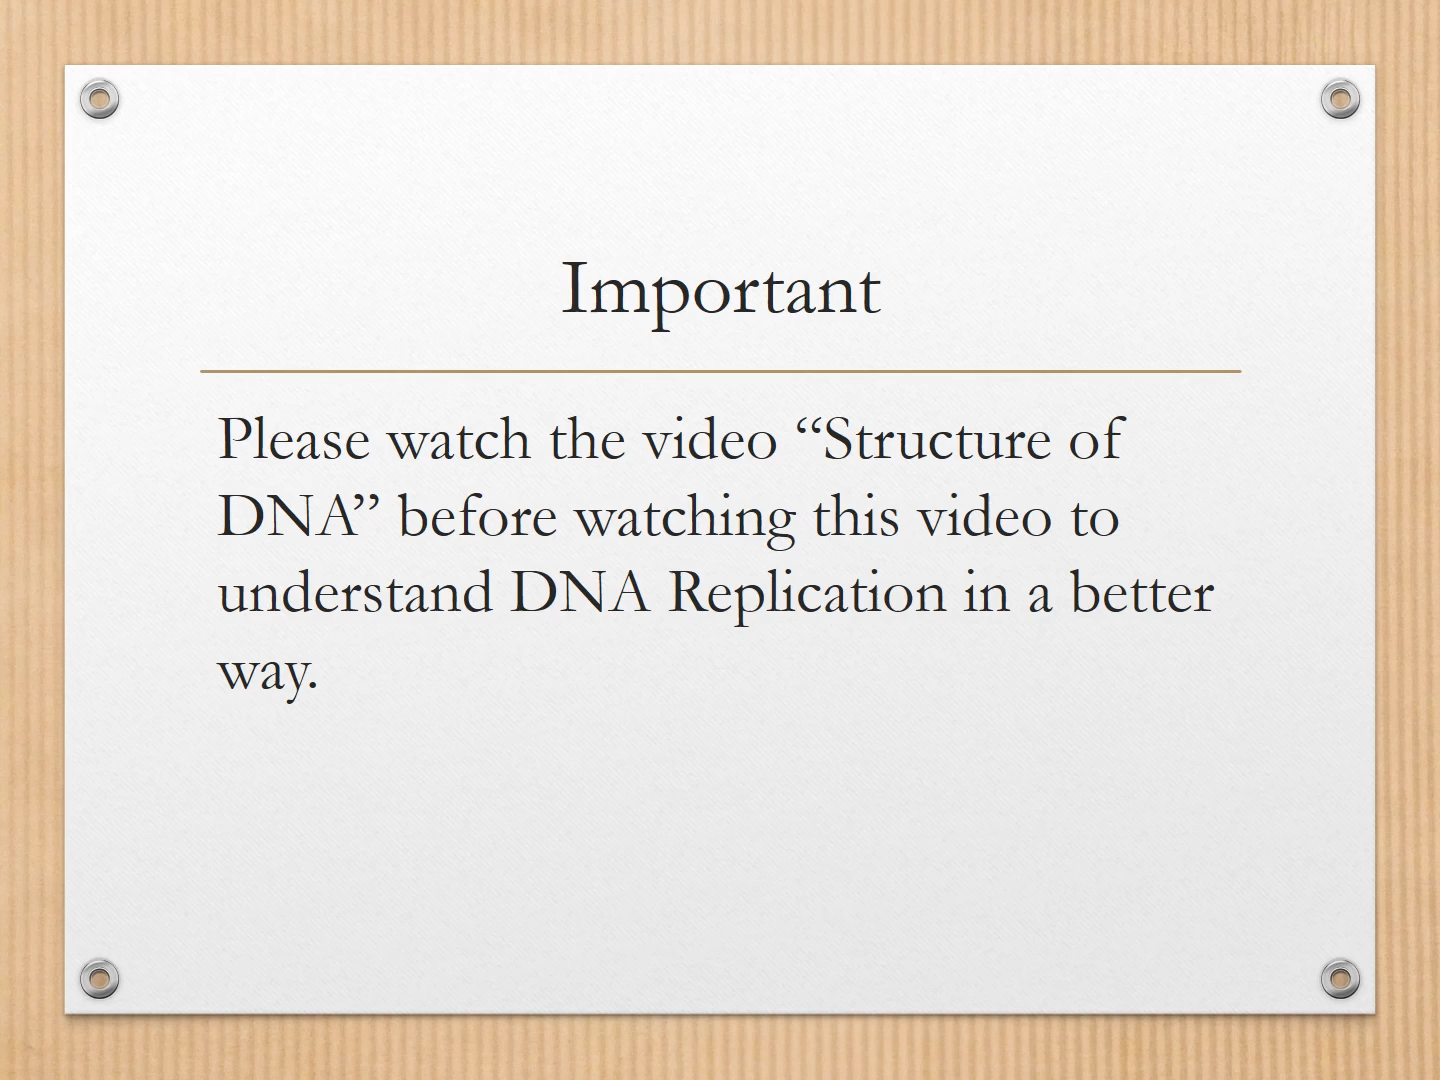 Important
Please watch the video “Structure of
DNA” before watching this video to
understand DNA Replication in a better
way.